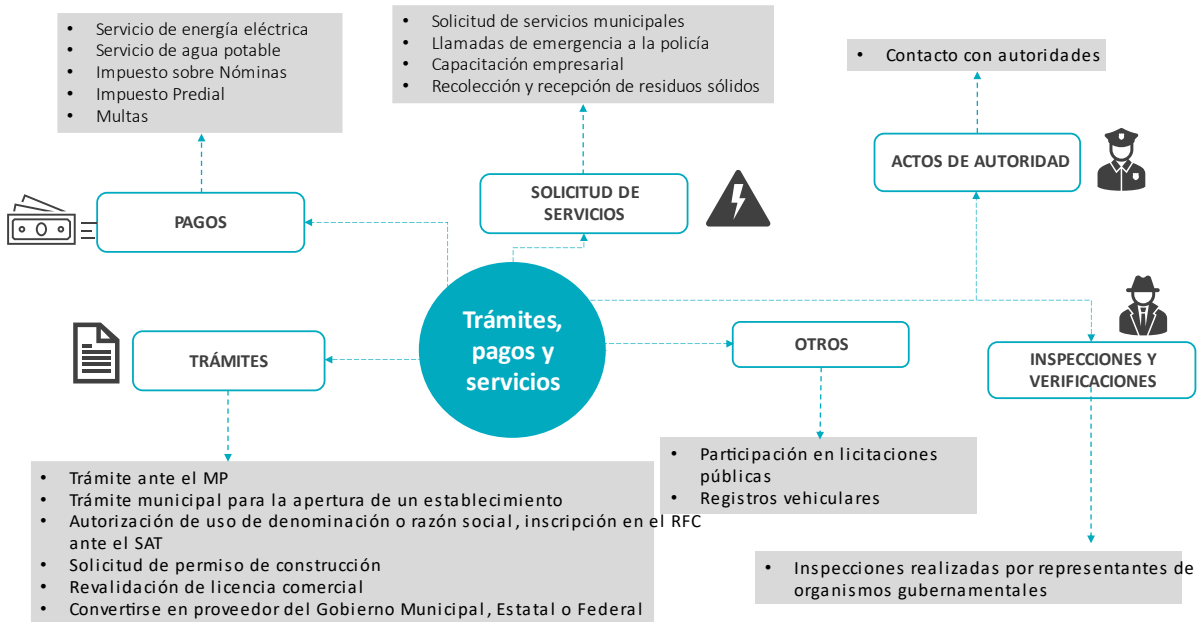 • Servicio de energía eléctrica
• Servicio de agua potable
• Impuesto sobre Nóminas
• Impuesto Predial
• Multas
• Solicitud de servicios municipales
• Llamadas de emergencia a la policía
• Capacitación empresarial
• Recolección y recepción de residuos sólidos
• Contacto con autoridades
PAGOS
SOLICITUD DE
SERVICIOS
ACTOS DE AUTORIDAD
Trámites,
pagos y
servicios
TRÁMITES
OTROS
INSPECCIONES Y
VERIFICACIONES
• Trámite ante el MP
• Trámite municipal para la apertura de un establecimiento
• Autorización de uso de denominación o razón social, inscripción en el RFC
ante el SAT
• Solicitud de permiso de construcción
• Revalidación de licencia comercial
• Convertirse en proveedor del Gobierno Municipal, Estatal o Federal
• Participación en licitaciones
públicas
• Registros vehiculares
• Inspecciones realizadas por representantes de
organismos gubernamentales